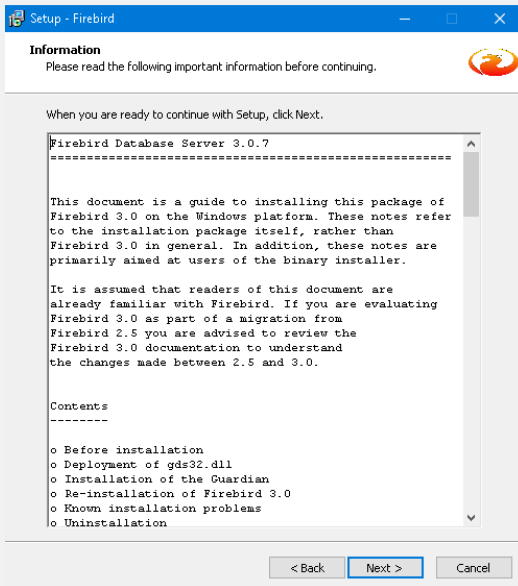 Setup - Firebird
Information
Please read the following important information before continuing.
When you are ready to continue with Setup, click Next.
Firebird Database Server 3.0.7
========================================================
This document is a guide to installing this package of
Firebird 3.0 on the Windows platform. These notes refer
to the installation package itself, rather than
Firebird 3.0 in general. In addition, these notes are
primarily aimed at users of the binary installer.
It is assumed that readers of this document are
already familiar with Firebird. If you are evaluating
Firebird 3.0 as part of a migration from
Firebird 2.5 you are advised to review the
Firebird 3.0 documentation to understand
the changes made between 2.5 and 3.0.
Contents
--------
o Before installation
o Deployment of gds32.dll
o Installation of the Guardian
o Re-installation of Firebird 3.0
o Known installation problems
o Uninstallation
< Back
Next >
Cancel